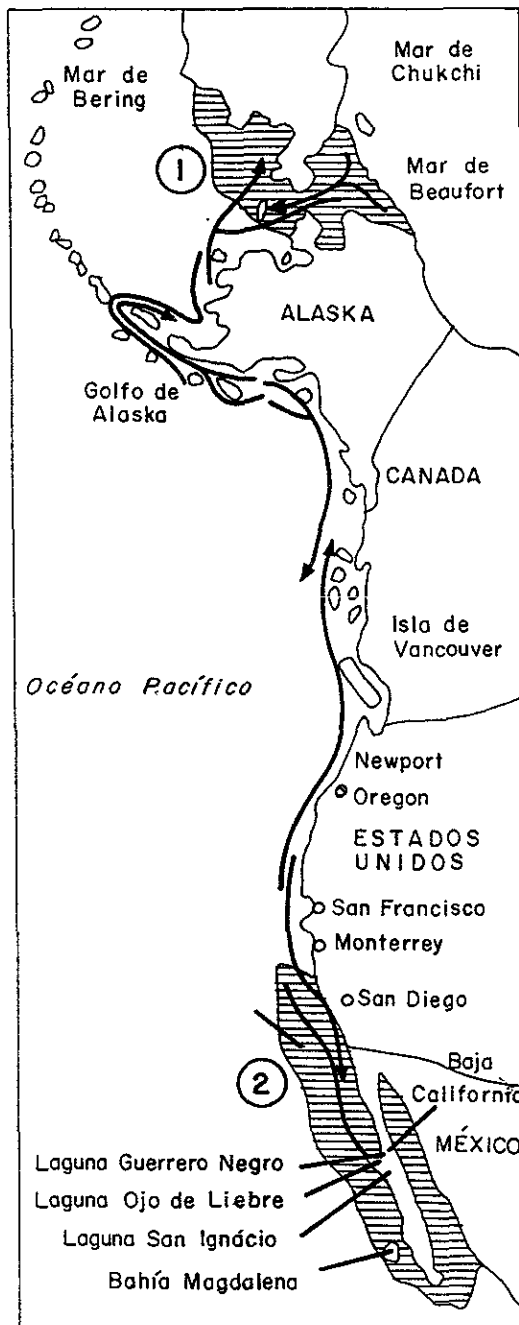 Mar de
Bering
Mar de
Chukchi
1
Mar de
Beaufort
ALASKA
Golfo de
Alaska
CANADA
Isla de
Vancouver
Océano Pacífico
Newport
Oregon
ESTADOS
UNIDOS
San Francisco
Monterrey
San Diego
2
Baja
California
MÉXICO
Laguna Guerrero Negro
Laguna Ojo de Liebre
Laguna San Ignácio
Bahía Magdalena